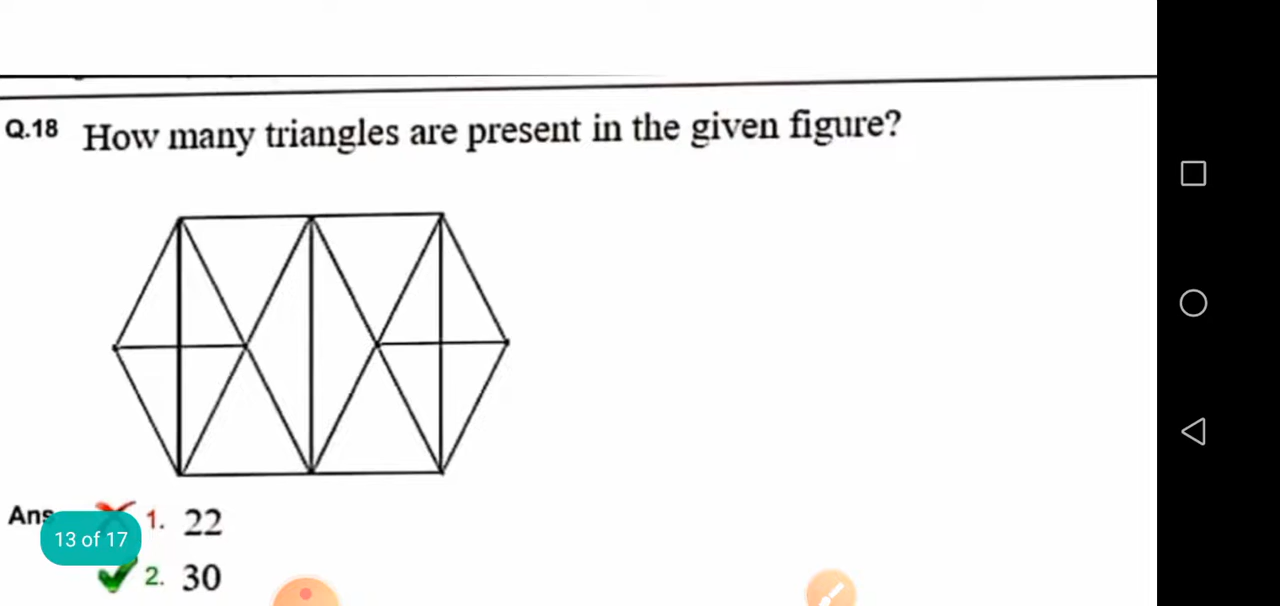 Q.18 How many triangles are present in the given figure?
Ans 1. 22
13 of 17
2. 30